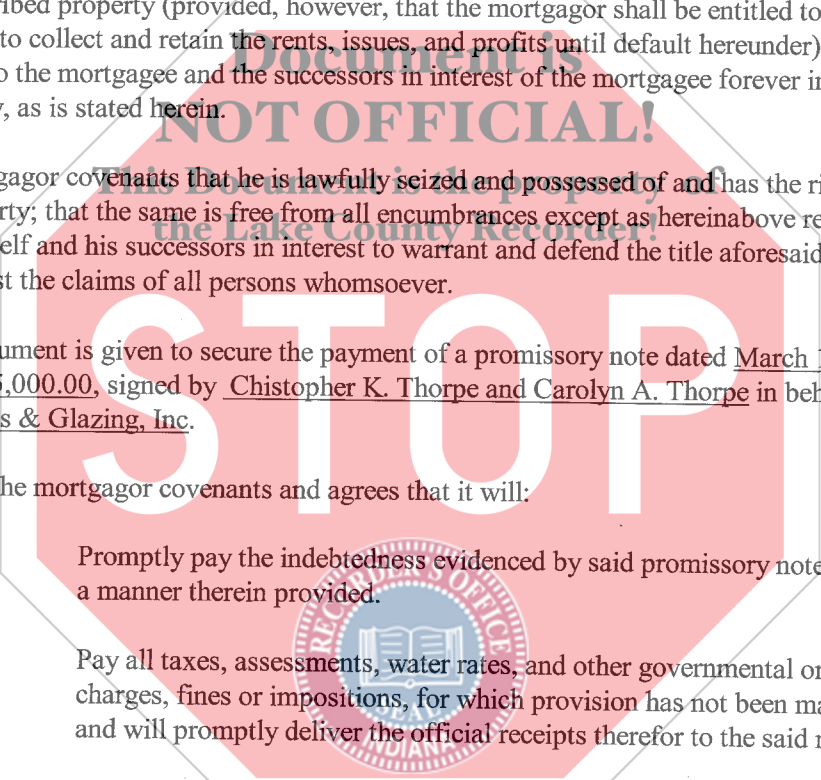 ibed property (provided, however, that the mortgagor shall be entitled to
to collect and retain the rents, issues, and profits until default hereunder)
Document is
o the mortgagee and the successors in interest of the mortgagee forever in
, as is stated herein.
NOT OFFICIAL!
gagor covenants that he is lawfully seized and possessed of and has the ri
This Document is the property of
rty; that the same is free from all encumbrances except as hereinabove re
the Lake County Recorder!
elf and his successors in interest to warrant and defend the title aforesaid
st the claims of all persons whomsoever.
STOP
ument is given to secure the payment of a promissory note dated March 1
,000.00, signed by Chistopher K. Thorpe and Carolyn A. Thorpe in beh
s & Glazing, Inc.
he mortgagor covenants and agrees that it will:
Promptly pay the indebtedness evidenced by said promissory note
a manner therein provided.
RECORDER'S OFFICE
SEAL
INDIANA
Pay all taxes, assessments, water rates, and other governmental or
charges, fines or impositions, for which provision has not been ma
and will promptly deliver the official receipts therefor to the said